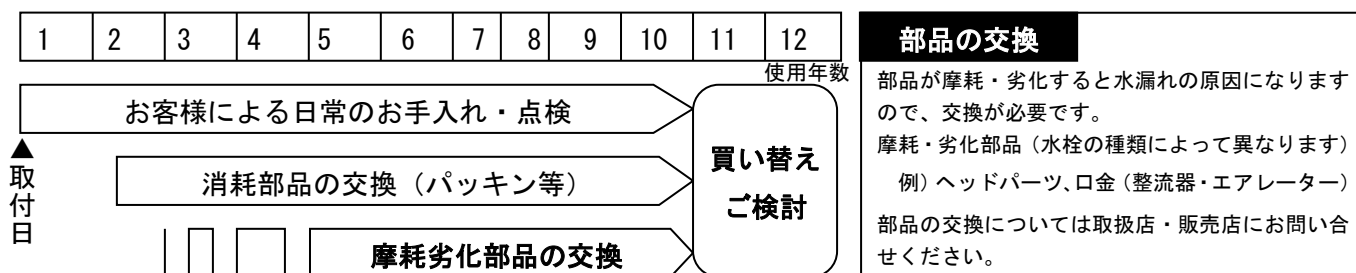 1 2 3 4 5 6 7 8 9 10 11 12
使用年数
お客様による日常のお手入れ・点検
▲
取付日
消耗部品の交換（パッキン等）
摩耗劣化部品の交換
買い替え
ご検討
部品の交換
部品が摩耗・劣化すると水漏れの原因になります
ので、交換が必要です。
摩耗・劣化部品（水栓の種類によって異なります）
例）ヘッドパーツ、口金（整流器・エアレーター）
部品の交換については取扱店・販売店にお問い合
せください。